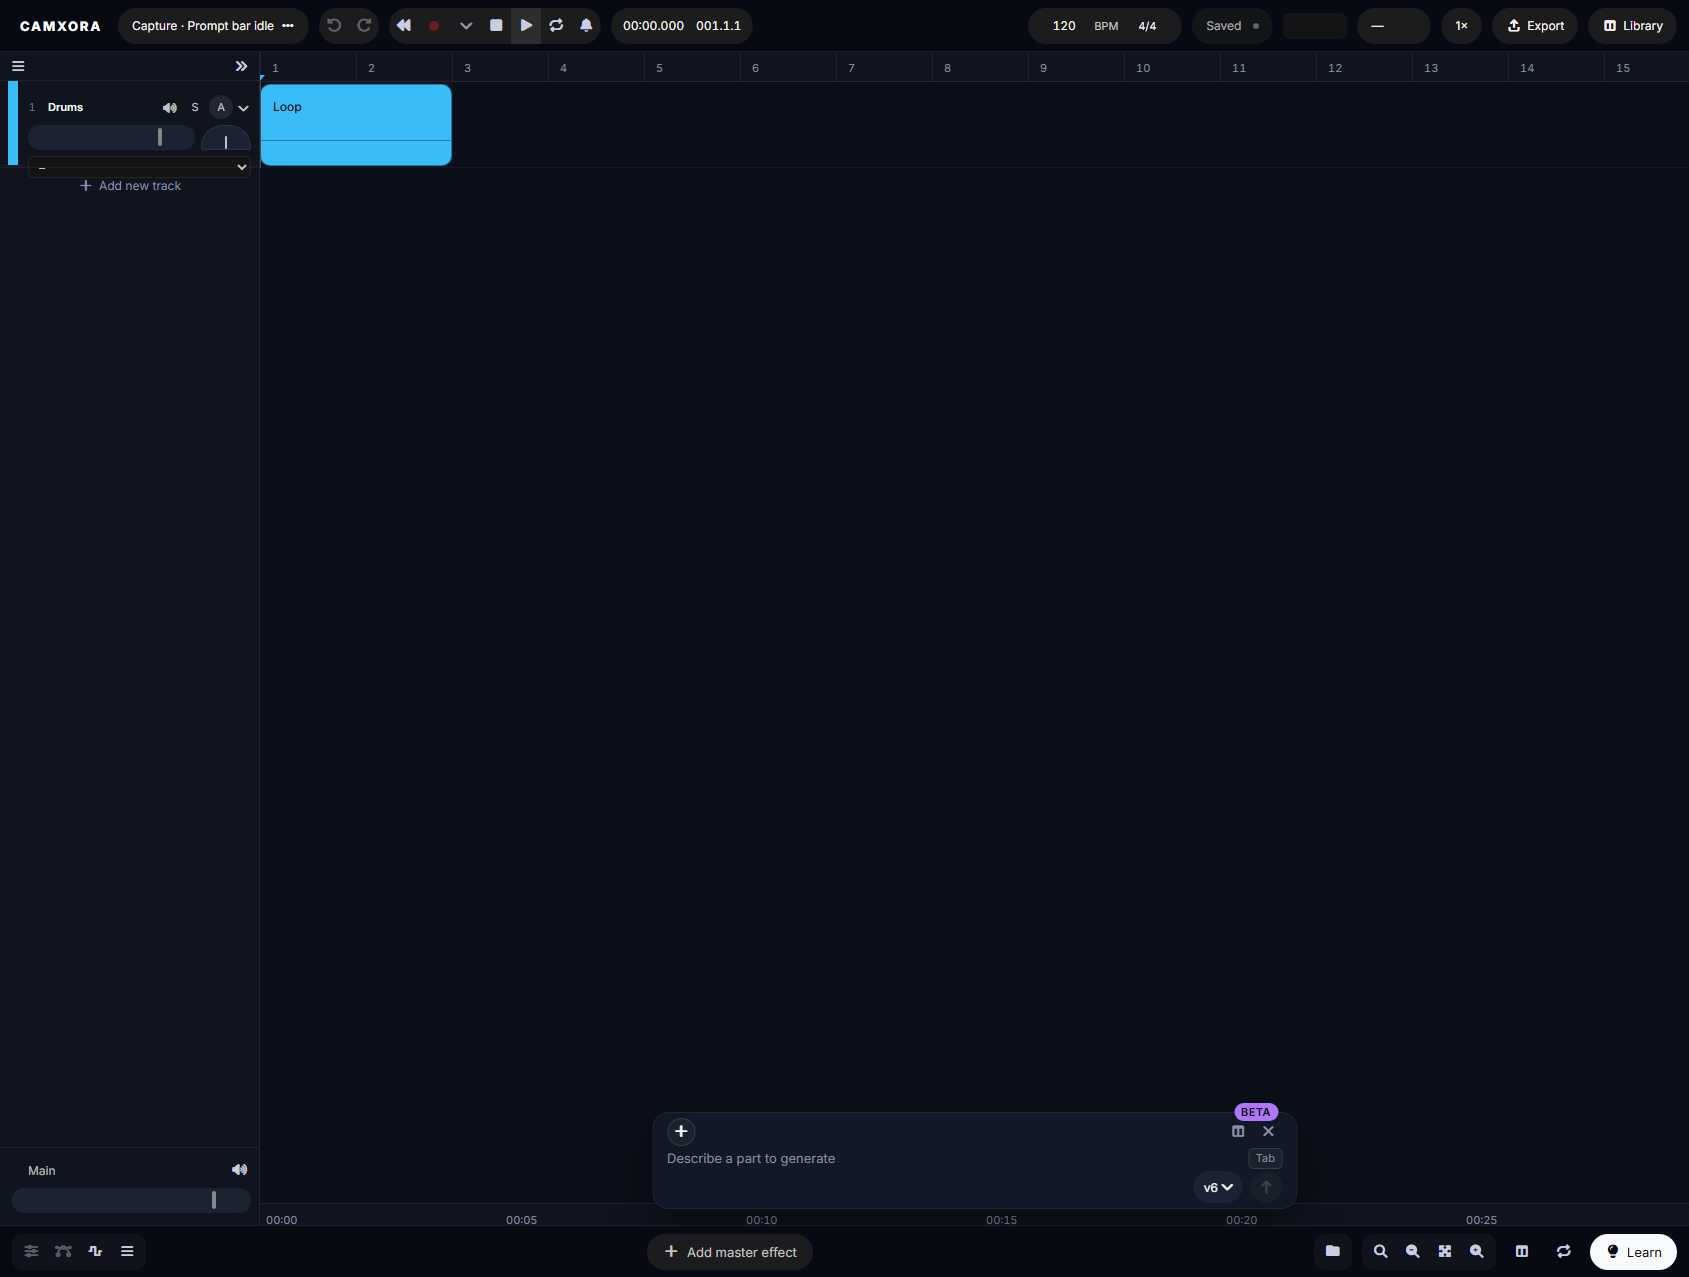 CAMXORA Capture · Prompt bar idle ••• 00:00.000 001.1.1 120 BPM 4/4 Saved — 1× Export Library
1 2 3 4 5 6 7 8 9 10 11 12 13 14 15
1 Drums S A
Loop
–
Add new track
BETA
Describe a part to generate Tab
v6
Main
00:00 00:05 00:10 00:15 00:20 00:25
Add master effect Learn